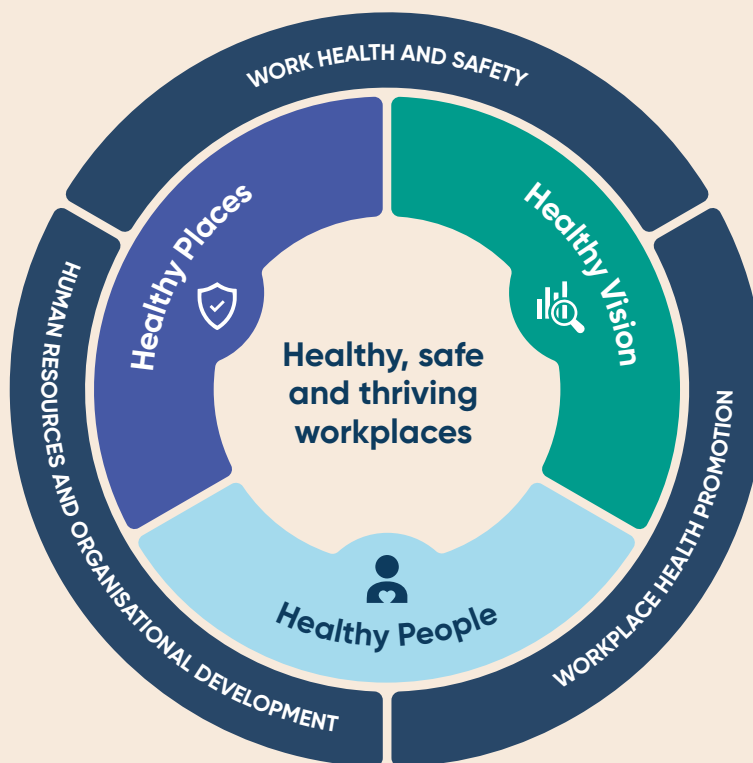 WORK HEALTH AND SAFETY
Healthy Places
Healthy Vision
Healthy, safe
and thriving
workplaces
Healthy People
HUMAN RESOURCES AND ORGANISATIONAL DEVELOPMENT
WORKPLACE HEALTH PROMOTION